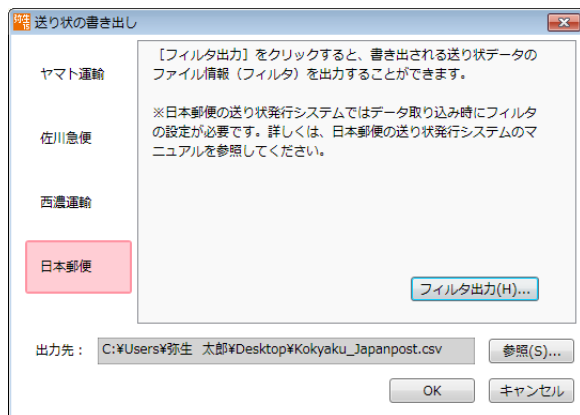 弥生
送り状の書き出し
ヤマト運輸
佐川急便
西濃運輸
日本郵便
[フィルタ出力]をクリックすると、書き出される送り状データの
ファイル情報(フィルタ)を出力することができます。
※日本郵便の送り状発行システムではデータ取り込み時にフィルタ
の設定が必要です。詳しくは、日本郵便の送り状発行システムのマ
ニュアルを参照してください。
フィルタ出力(H)...
出力先: C:¥Users¥弥生 太郎¥Desktop¥Kokyaku_Japanpost.csv 参照(S)...
OK キャンセル